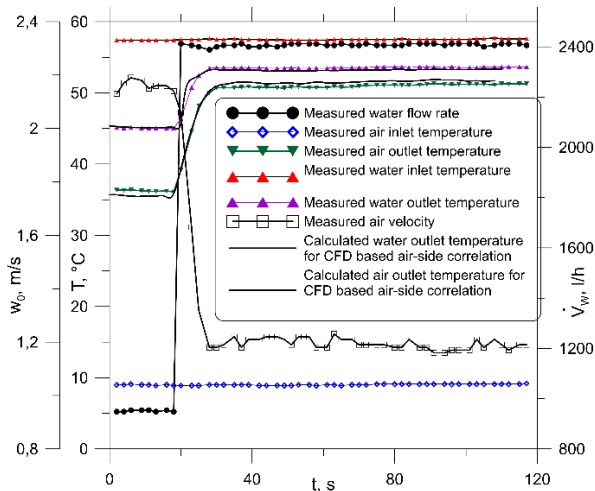 2,4
2
1,6
1,2
0,8
w₀, m/s
60
50
40
30
20
10
0
T, °C
2400
2000
1600
1200
800
V̇w, l/h
0
40
80
120
t, s
Measured water flow rate
Measured air inlet temperature
Measured air outlet temperature
Measured water inlet temperature
Measured water outlet temperature
Measured air velocity
Calculated water outlet temperature
for CFD based air-side correlation
Calculated air outlet temperature for
CFD based air-side correlation